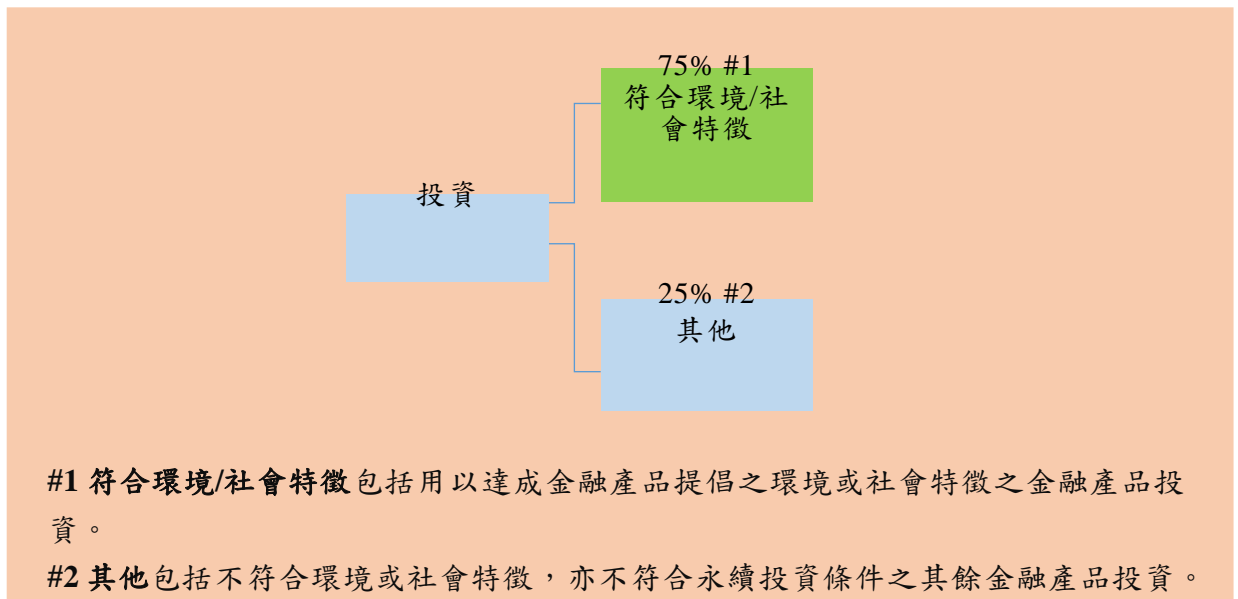 75% #1
符合環境/社
會特徵
投資
25% #2
其他
#1 符合環境/社會特徵包括用以達成金融產品提倡之環境或社會特徵之金融產品投
資。
#2 其他包括不符合環境或社會特徵，亦不符合永續投資條件之其餘金融產品投資。